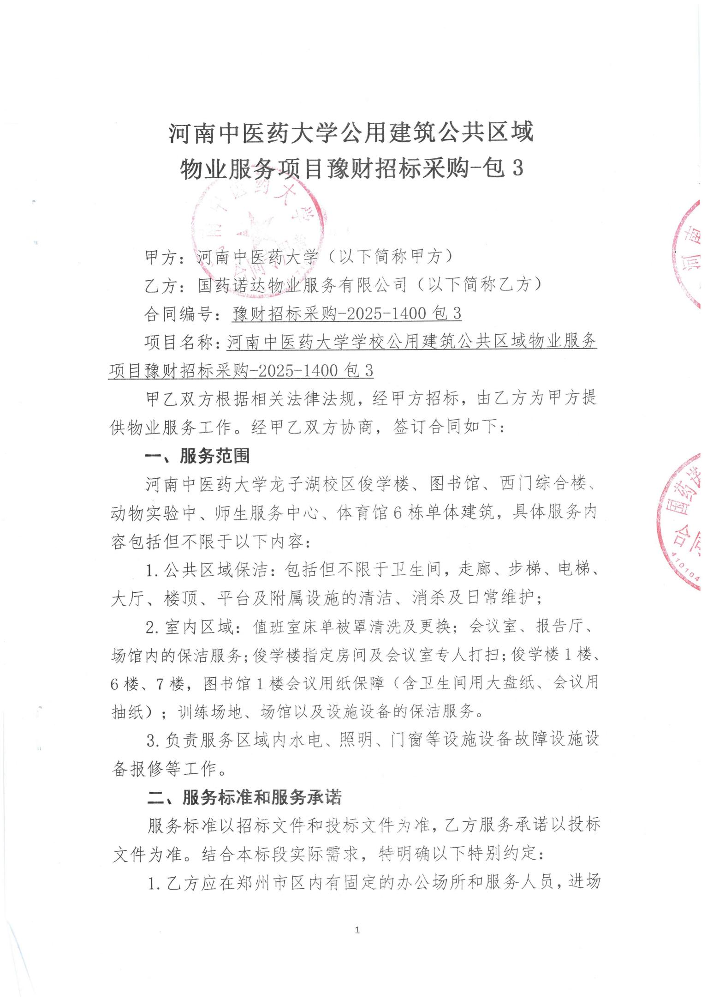 河南中医药大学公用建筑公共区域
物业服务项目豫财招标采购-包3
甲方：河南中医药大学（以下简称甲方）
乙方：国药诺达物业服务有限公司（以下简称乙方）
合同编号：豫财招标采购-2025-1400包3
项目名称：河南中医药大学学校公用建筑公共区域物业服务
项目豫财招标采购-2025-1400包3
甲乙双方根据相关法律法规，经甲方招标，由乙方为甲方提
供物业服务工作。经甲乙双方协商，签订合同如下：
一、服务范围
河南中医药大学龙子湖校区俊学楼、图书馆、西门综合楼、
动物实验中、师生服务中心、体育馆6栋单体建筑，具体服务内
容包括但不限于以下内容：
1.公共区域保洁：包括但不限于卫生间，走廊、步梯、电梯、
大厅、楼顶、平台及附属设施的清洁、消杀及日常维护；
2.室内区域：值班室床单被罩清洗及更换；会议室、报告厅、
场馆内的保洁服务；俊学楼指定房间及会议室专人打扫；俊学楼1楼、
6楼、7楼，图书馆1楼会议用纸保障（含卫生间用大盘纸、会议用
抽纸）；训练场地、场馆以及设施设备的保洁服务。
3.负责服务区域内水电、照明、门窗等设施设备故障设施设
备报修等工作。
二、服务标准和服务承诺
服务标准以招标文件和投标文件为准，乙方服务承诺以投标
文件为准。结合本标段实际需求，特明确以下特别约定：
1.乙方应在郑州市区内有固定的办公场所和服务人员，进场
1
河南中医药大学
河南
国药诺
合同
410104